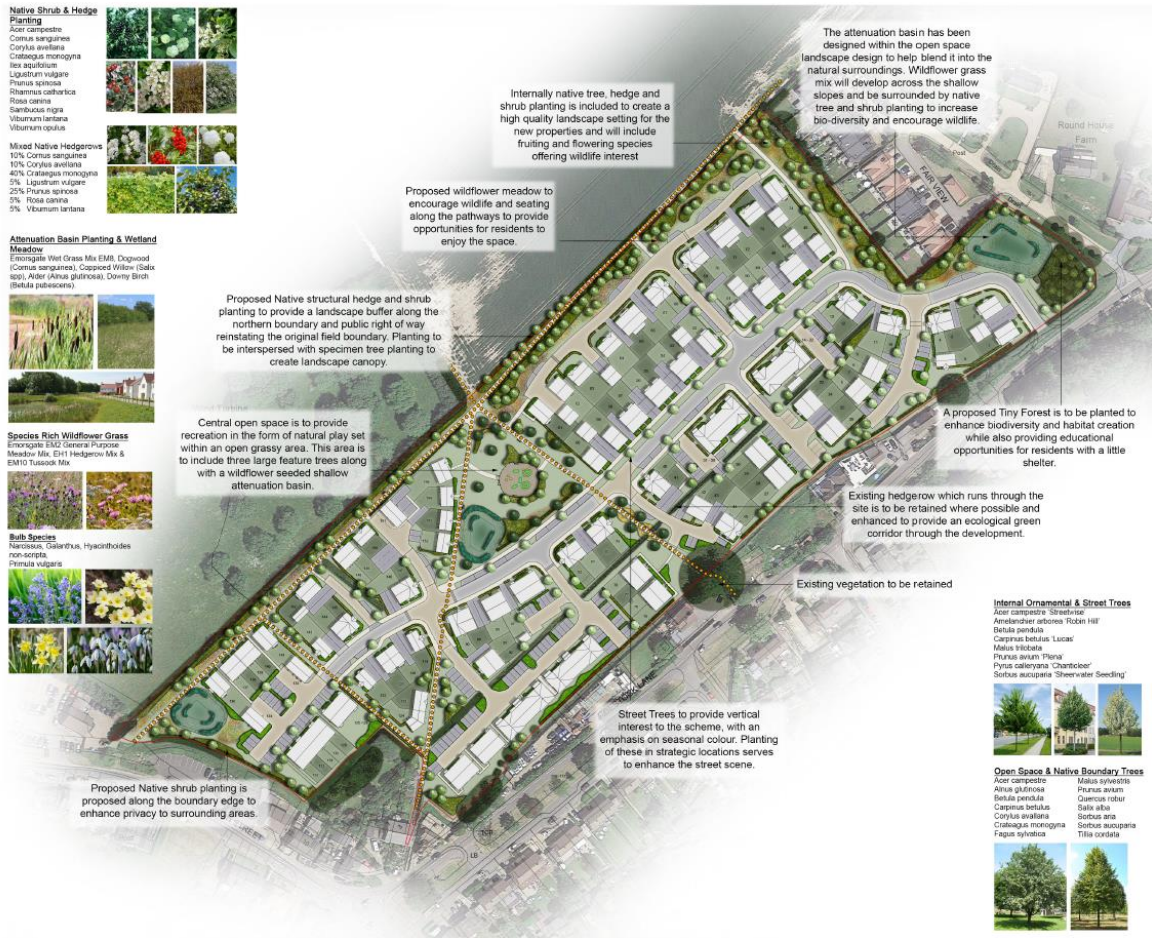 Native Shrub & Hedge
Planting
Acer campestre
Cornus sanguinea
Corylus avellana
Crataegus monogyna
Ilex aquifolium
Ligustrum vulgare
Prunus spinosa
Rhamnus cathartica
Rosa canina
Sambucus nigra
Viburnum lantana
Viburnum opulus
Mixed Native Hedgerows
10% Cornus sanguinea
10% Corylus avellana
40% Crataegus monogyna
5% Ligustrum vulgare
25% Prunus spinosa
5% Rosa canina
5% Viburnum lantana
Attenuation Basin Planting & Wetland
Meadow
Emorsgate Wet Grass Mix EM8, Dogwood
(Cornus sanguinea), Coppiced Willow (Salix
spp), Alder (Alnus glutinosa), Downy Birch
(Betula pubescens).
Species Rich Wildflower Grass
Emorsgate EM2 General Purpose
Meadow Mix, EH1 Hedgerow Mix &
EM10 Tussock Mix
Bulb Species
Narcissus, Galanthus, Hyacinthoides
non-scripta,
Primula vulgaris
The attenuation basin has been
designed within the open space
landscape design to help blend it into the
natural surroundings. Wildflower grass
mix will develop across the shallow
slopes and be surrounded by native
tree and shrub planting to increase
bio-diversity and encourage wildlife.
Internally native tree, hedge and
shrub planting is included to create a
high quality landscape setting for the
new properties and will include
fruiting and flowering species
offering wildlife interest
Round House
Farm
Post
FAIR VIEW
Proposed wildflower meadow to
encourage wildlife and seating
along the pathways to provide
opportunities for residents to
enjoy the space.
Proposed Native structural hedge and shrub
planting to provide a landscape buffer along the
northern boundary and public right of way
reinstating the original field boundary. Planting to
be interspersed with specimen tree planting to
create landscape canopy.
Central open space is to provide
recreation in the form of natural play set
within an open grassy area. This area is
to include three large feature trees along
with a wildflower seeded shallow
attenuation basin.
A proposed Tiny Forest is to be planted to
enhance biodiversity and habitat creation
while also providing educational
opportunities for residents with a little
shelter.
Existing hedgerow which runs through the
site is to be retained where possible and
enhanced to provide an ecological green
corridor through the development.
Existing vegetation to be retained
Street Trees to provide vertical
interest to the scheme, with an
emphasis on seasonal colour. Planting
of these in strategic locations serves
to enhance the street scene.
Proposed Native shrub planting is
proposed along the boundary edge to
enhance privacy to surrounding areas.
TCB
LB
Internal Ornamental & Street Trees
Acer campestre 'Streetwise'
Amelanchier arborea 'Robin Hill'
Betula pendula
Carpinus betulus 'Lucas'
Malus trilobata
Prunus avium 'Plena'
Pyrus calleryana 'Chanticleer'
Sorbus aucuparia 'Sheerwater Seedling'
Open Space & Native Boundary Trees
Acer campestre
Alnus glutinosa
Betula pendula
Carpinus betulus
Corylus avallana
Crateagus monogyna
Fagus sylvatica
Malus sylvestris
Prunus avium
Quercus robur
Salix alba
Sorbus aria
Sorbus aucuparia
Tillia cordata